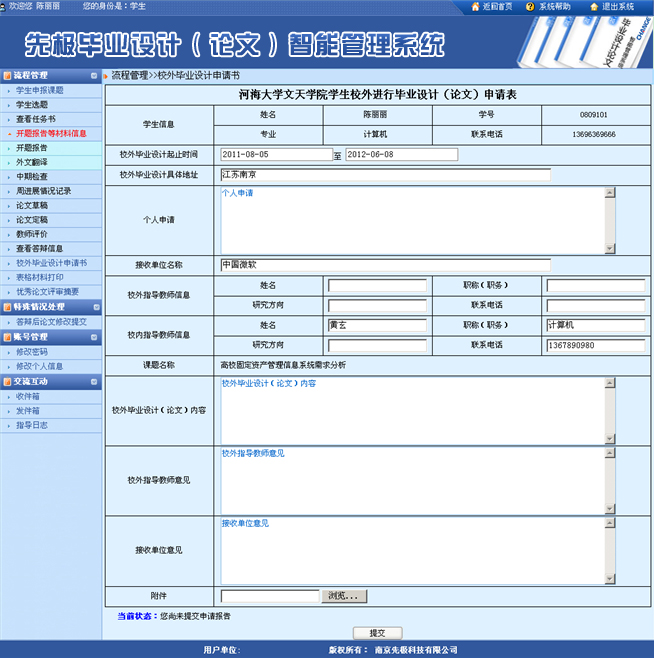 欢迎您 陈丽丽 您的身份是:学生 返回首页 系统帮助 退出系统
先极毕业设计（论文）智能管理系统
毕业设计论文
CHANGE
流程管理
学生申报课题
学生选题
查看任务书
开题报告等材料信息
开题报告
外文翻译
中期检查
周进展情况记录
论文草稿
论文定稿
教师评价
查看答辩信息
校外毕业设计申请书
表格材料打印
优秀论文评审摘要
特殊情况处理
答辩后论文修改提交
账号管理
修改密码
修改个人信息
交流互动
收件箱
发件箱
指导日志
流程管理>>校外毕业设计申请书
河海大学文天学院学生校外进行毕业设计（论文）申请表
学生信息 姓名 陈丽丽 学号 0809101
专业 计算机 联系电话 13696369666
校外毕业设计起止时间 2011-08-05 至 2012-06-08
校外毕业设计具体地址 江苏南京
个人申请 个人申请
接收单位名称 中国微软
校外指导教师信息 姓名 职称（职务）
研究方向 联系电话
校内指导教师信息 姓名 黄玄 职称（职务） 计算机
研究方向 联系电话 1367890980
课题名称 高校固定资产管理信息系统需求分析
校外毕业设计（论文）内容 校外毕业设计（论文）内容
校外指导教师意见 校外指导教师意见
接收单位意见 接收单位意见
附件 浏览...
当前状态：您尚未提交申请报告
提交
用户单位: 版权所有： 南京先极科技有限公司